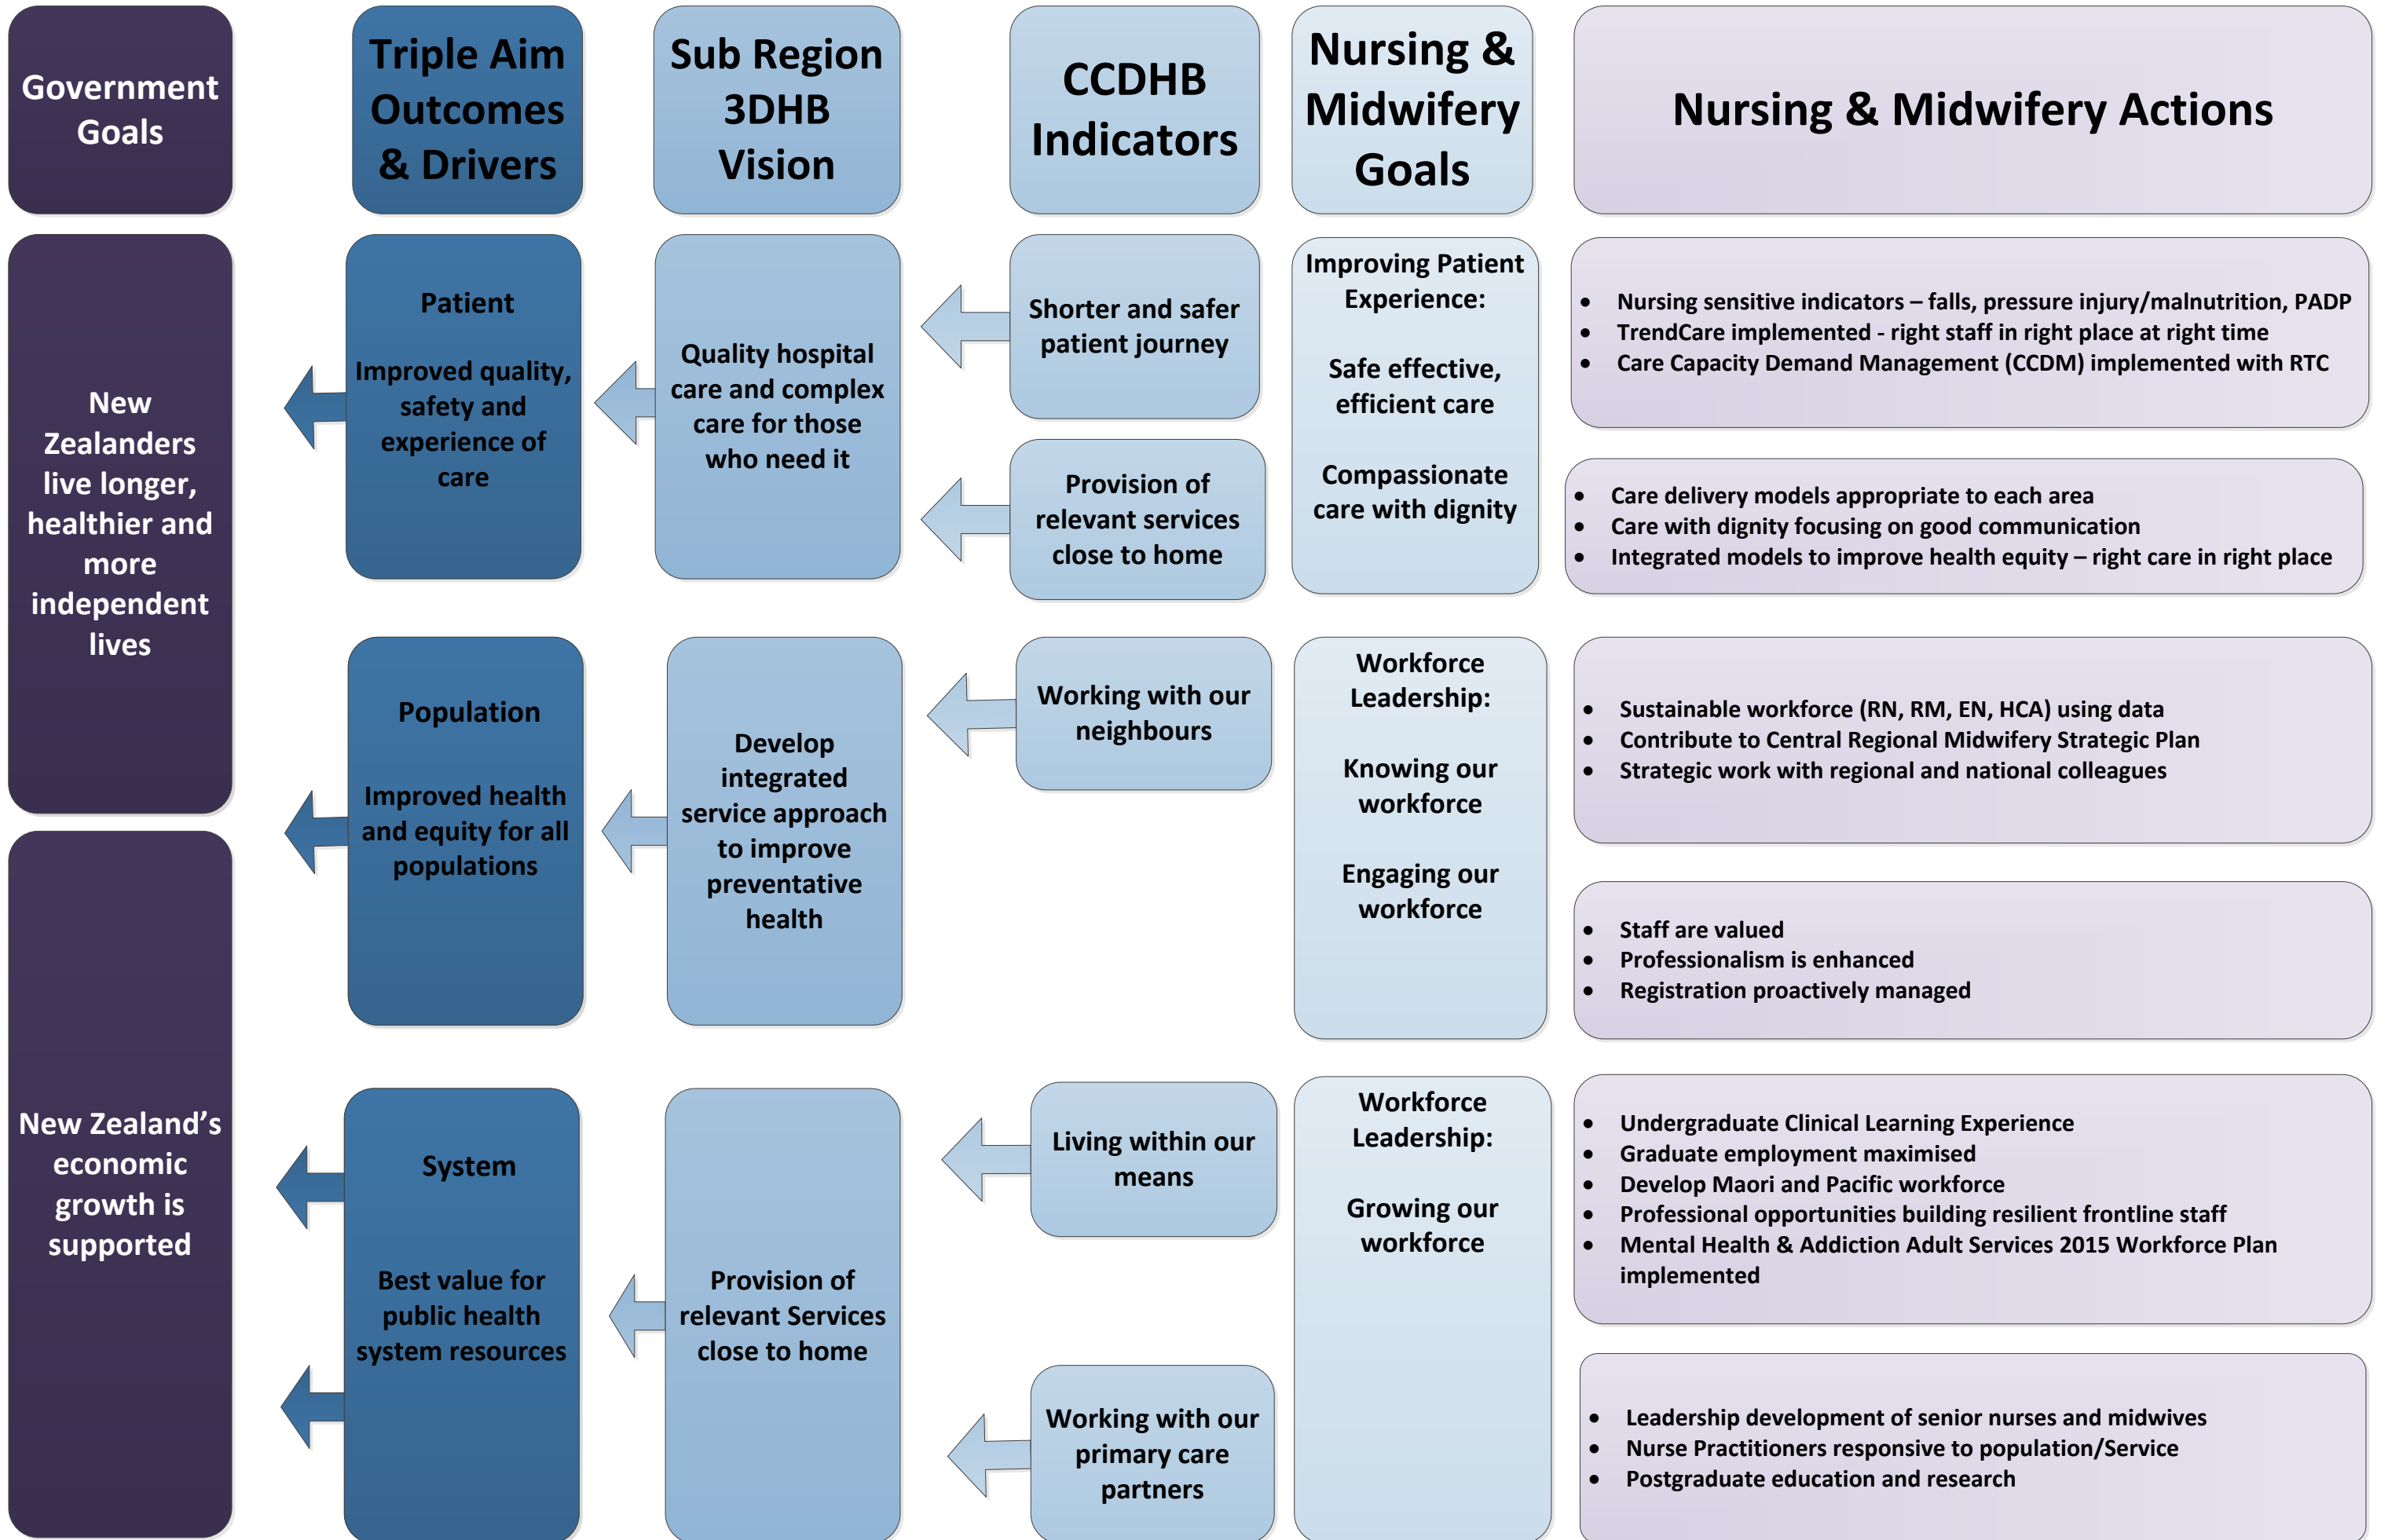 Government
Goals
Triple Aim
Outcomes
& Drivers
Sub Region
3DHB
Vision
CCDHB
Indicators
Nursing &
Midwifery
Goals
Nursing & Midwifery Actions
New
Zealanders
live longer,
healthier and
more
independent
lives
New Zealand’s
economic
growth is
supported
Patient
Improved quality,
safety and
experience of
care
Quality hospital
care and complex
care for those
who need it
Shorter and safer
patient journey
Provision of
relevant services
close to home
Improving Patient
Experience:
Safe effective,
efficient care
Compassionate
care with dignity
• Nursing sensitive indicators – falls, pressure injury/malnutrition, PADP
• TrendCare implemented - right staff in right place at right time
• Care Capacity Demand Management (CCDM) implemented with RTC
• Care delivery models appropriate to each area
• Care with dignity focusing on good communication
• Integrated models to improve health equity – right care in right place
Population
Improved health
and equity for all
populations
Develop
integrated
service approach
to improve
preventative
health
Working with our
neighbours
Workforce
Leadership:
Knowing our
workforce
Engaging our
workforce
• Sustainable workforce (RN, RM, EN, HCA) using data
• Contribute to Central Regional Midwifery Strategic Plan
• Strategic work with regional and national colleagues
• Staff are valued
• Professionalism is enhanced
• Registration proactively managed
System
Best value for
public health
system resources
Provision of
relevant Services
close to home
Living within our
means
Working with our
primary care
partners
Workforce
Leadership:
Growing our
workforce
• Undergraduate Clinical Learning Experience
• Graduate employment maximised
• Develop Maori and Pacific workforce
• Professional opportunities building resilient frontline staff
• Mental Health & Addiction Adult Services 2015 Workforce Plan
implemented
• Leadership development of senior nurses and midwives
• Nurse Practitioners responsive to population/Service
• Postgraduate education and research